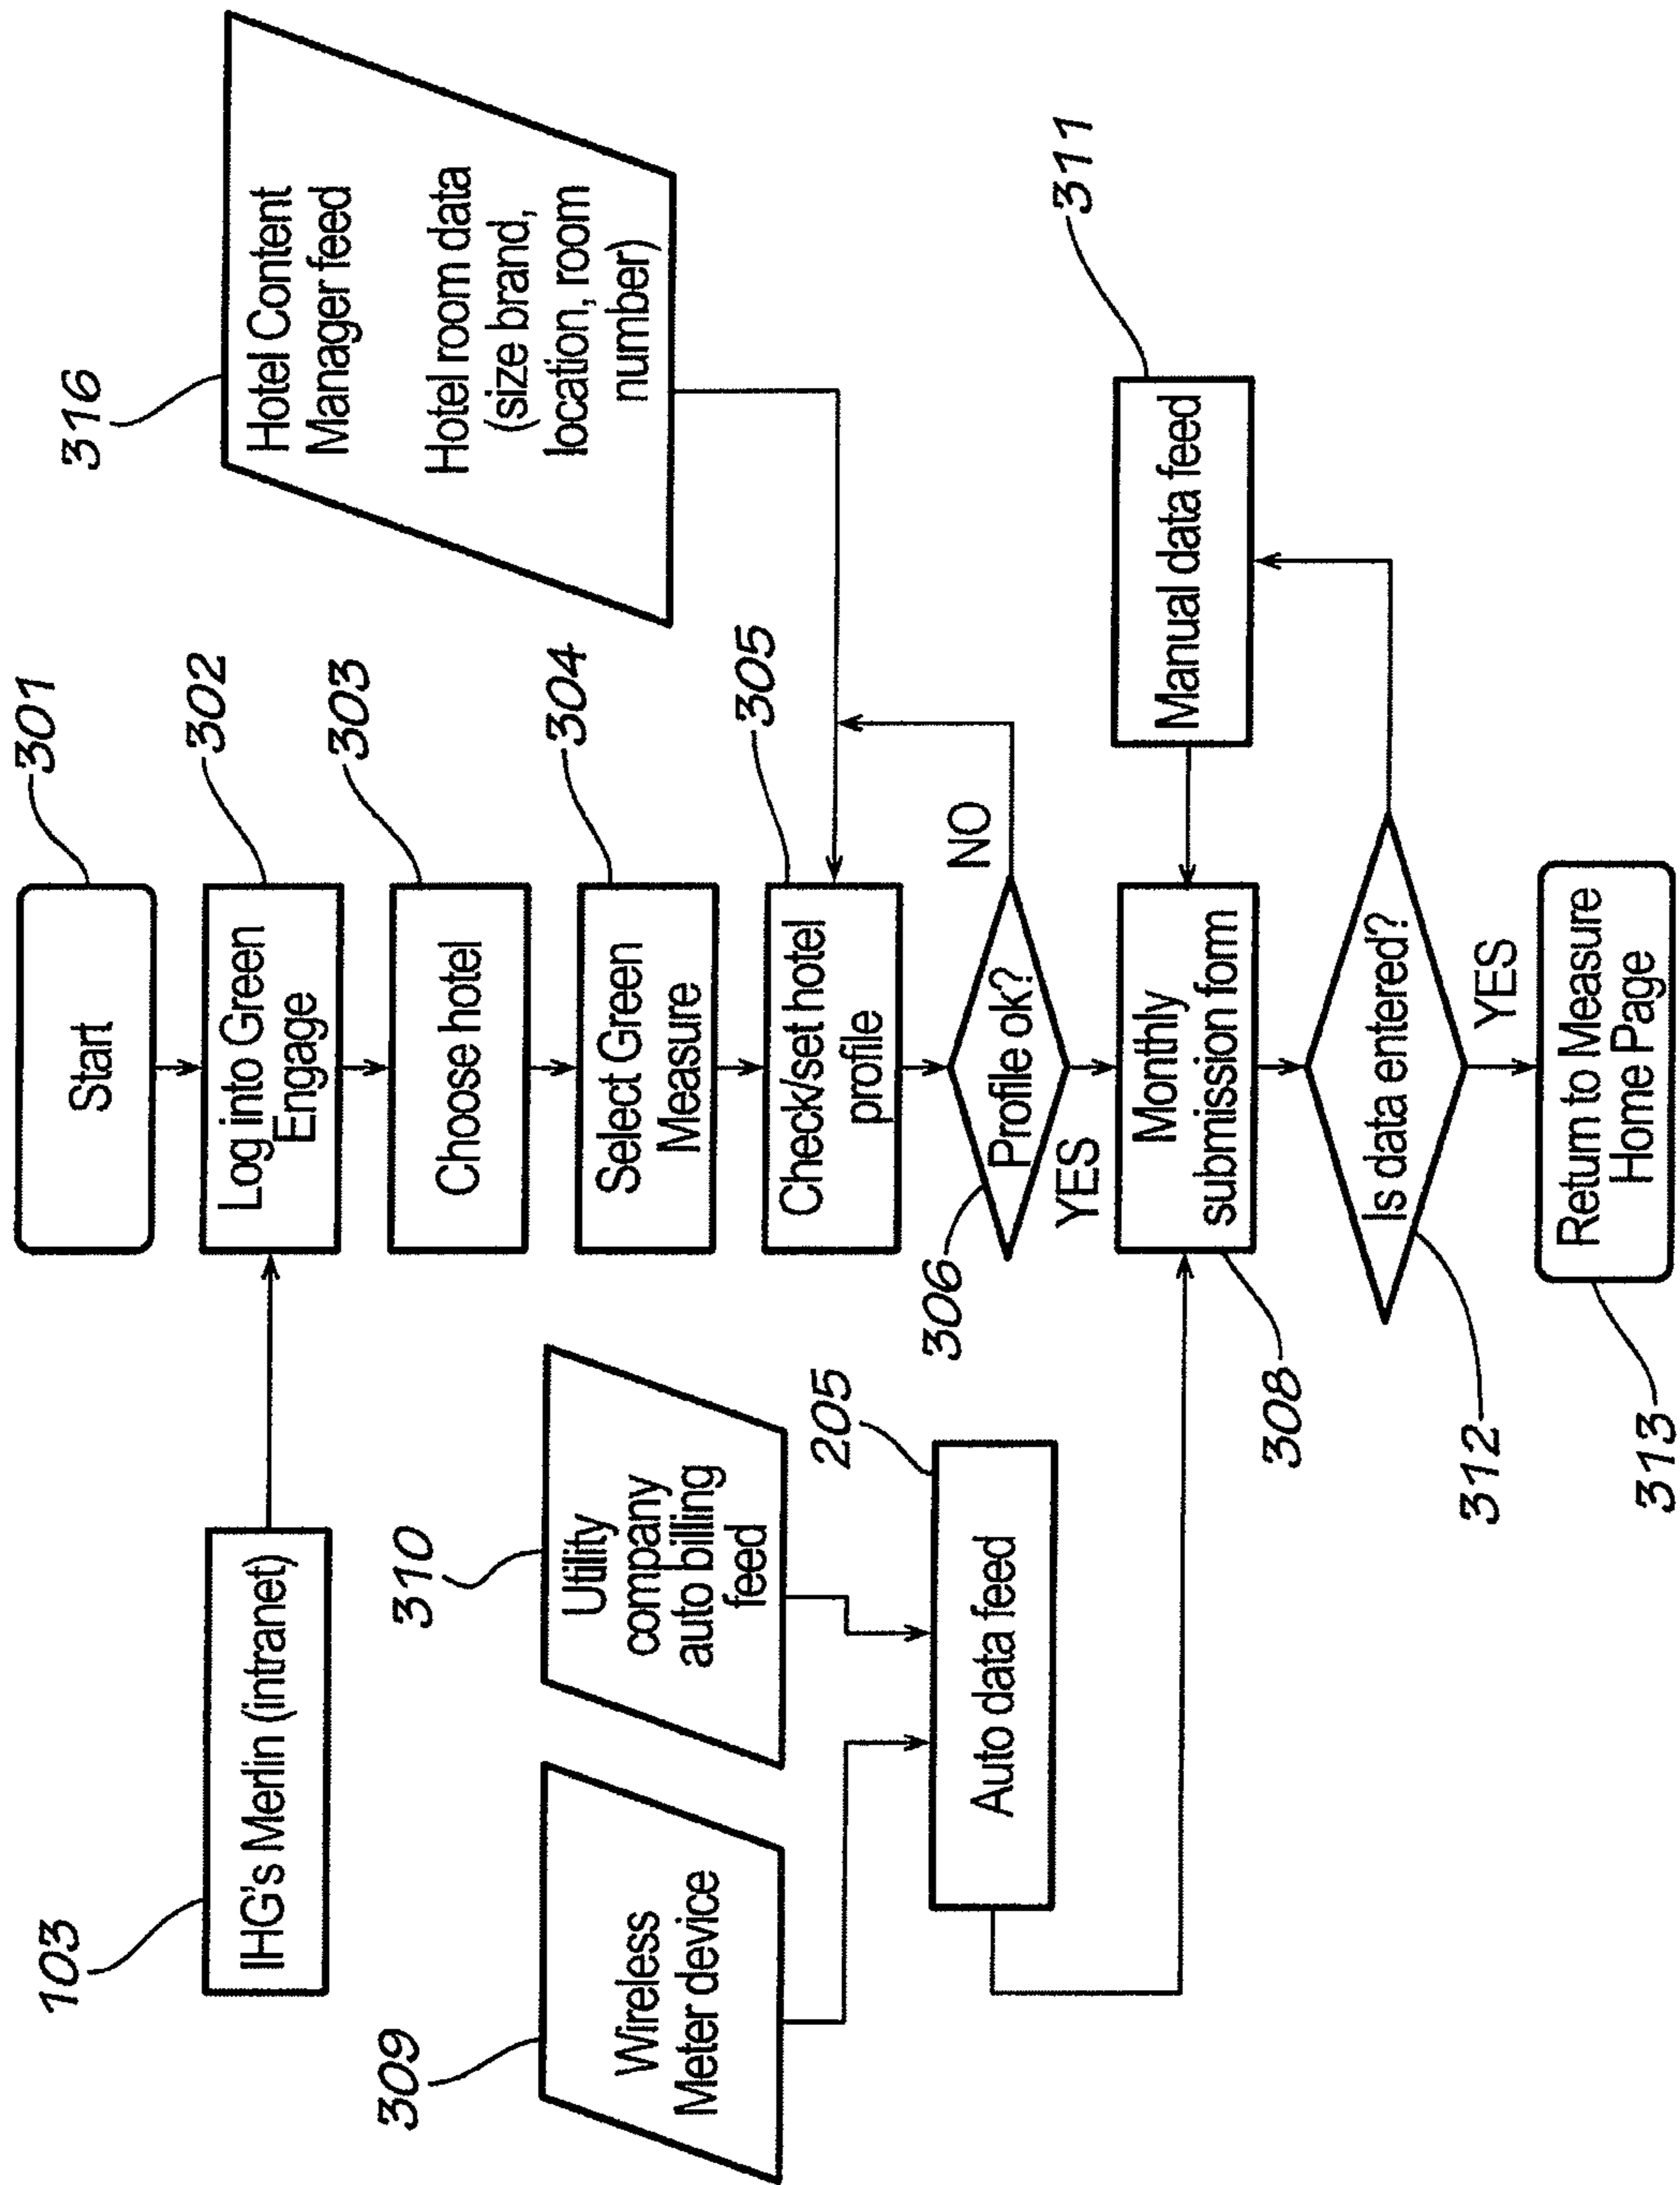 301
Start
302
Log into Green
Engage
103
IHG's Merlin (intranet)
303
Choose hotel
304
Select Green
Measure
316
Hotel Content
Manager feed
Hotel room data
(size brand,
location, room
number)
305
Check/set hotel
profile
306
Profile ok?
NO
YES
309
Wireless
Meter device
310
Utility
company
auto billing
feed
205
Auto data feed
308
Monthly
submission form
311
Manual data feed
312
Is data entered?
YES
313
Return to Measure
Home Page